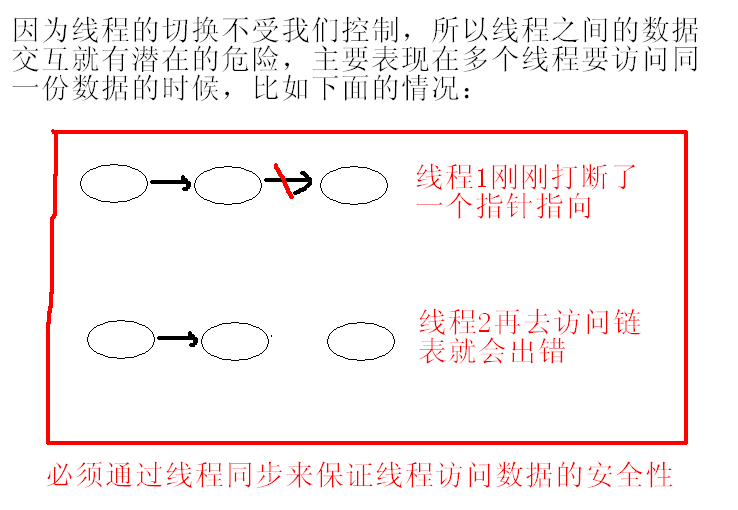 因为线程的切换不受我们控制，所以线程之间的数据
交互就有潜在的危险，主要表现在多个线程要访问同
一份数据的时候，比如下面的情况：
线程1刚刚打断了
一个指针指向
线程2再去访问链
表就会出错
必须通过线程同步来保证线程访问数据的安全性